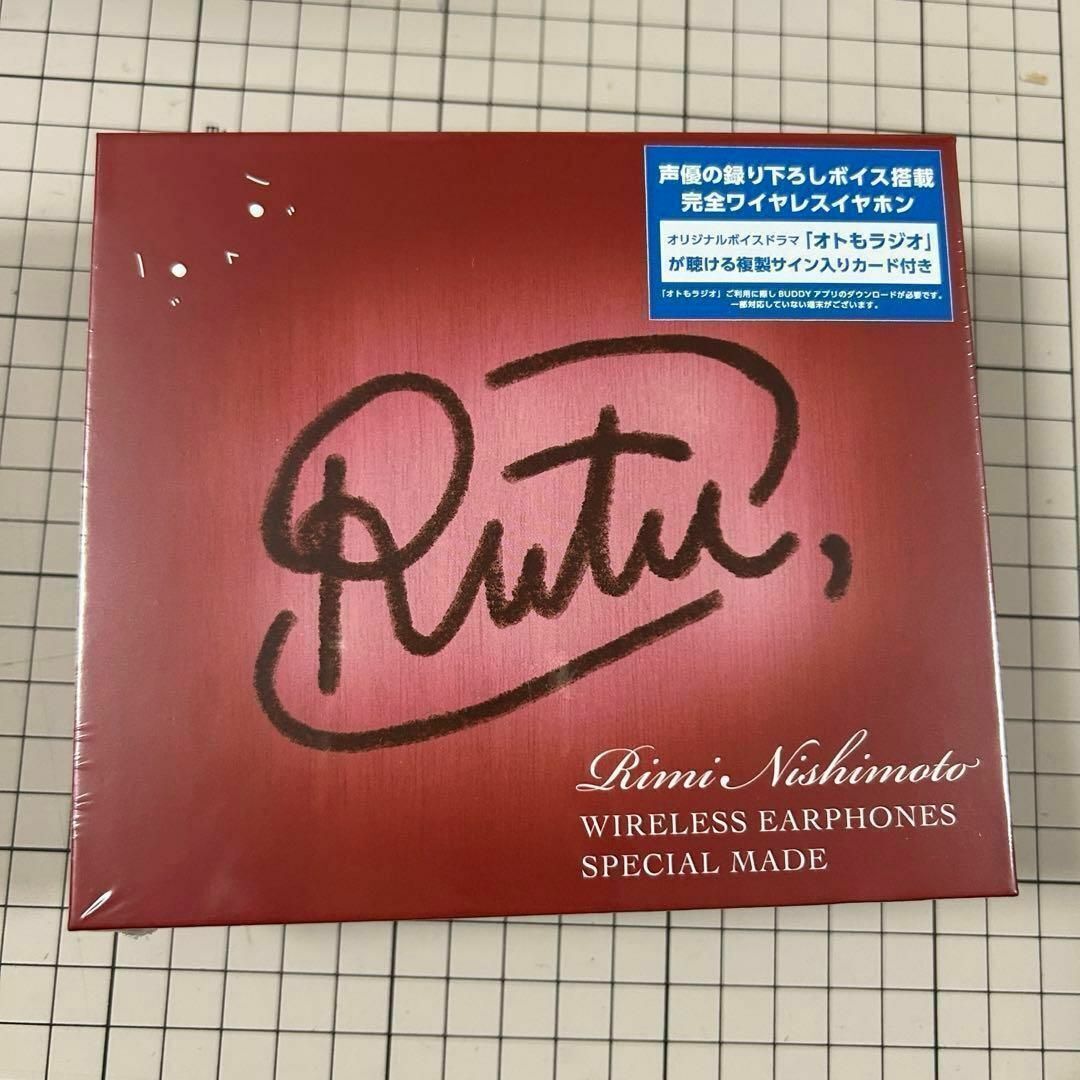 声優の録り下ろしボイス搭載
完全ワイヤレスイヤホン
オリジナルボイスドラマ「オトもラジオ」
が聴ける複製サイン入りカード付き
「オトもラジオ」ご利用に際しBUDDYアプリのダウンロードが必要です。
一部対応していない端末がございます。
Rimi Nishimoto
WIRELESS EARPHONES
SPECIAL MADE